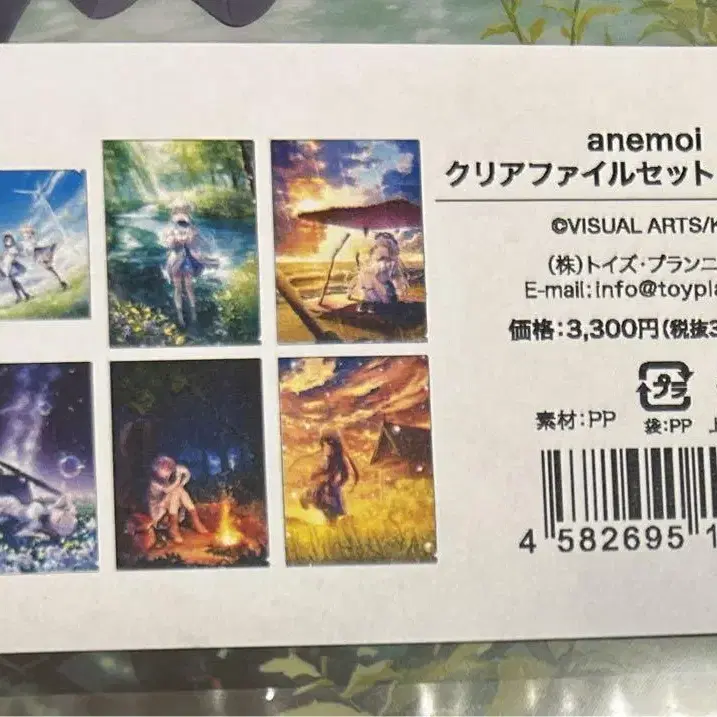 anemoi
クリアファイルセット
©VISUAL ARTS/K
(株)トイズ・プランニ
E-mail:info@toypla
価格:3,300円(税抜3
プラ
素材:PP
袋:PP
4 582695 1